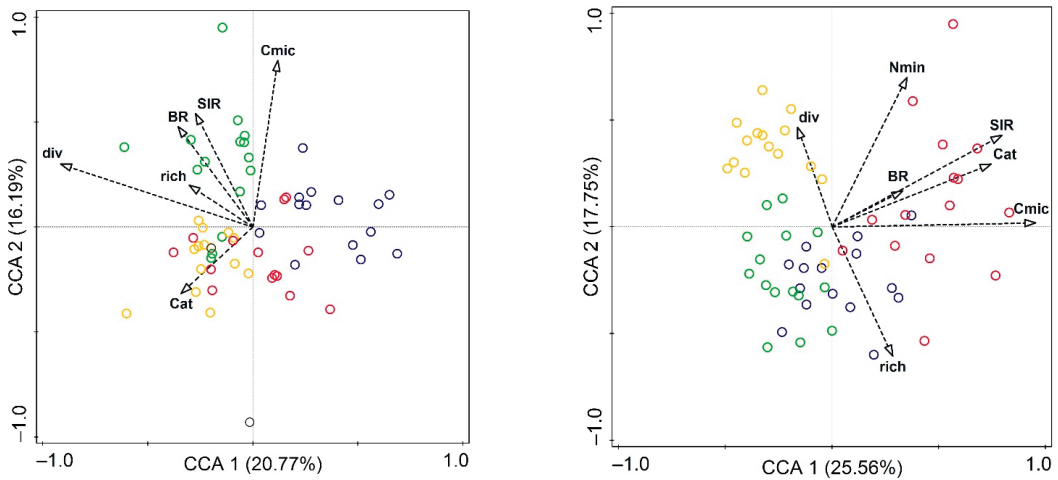 1.0
Cmic
SIR
BR
div
rich
Cat
CCA 2 (16.19%)
−1.0
−1.0
CCA 1 (20.77%)
1.0
1.0
Nmin
div
SIR
Cat
BR
Cmic
rich
CCA 2 (17.75%)
−1.0
-1.0
CCA 1 (25.56%)
1.0